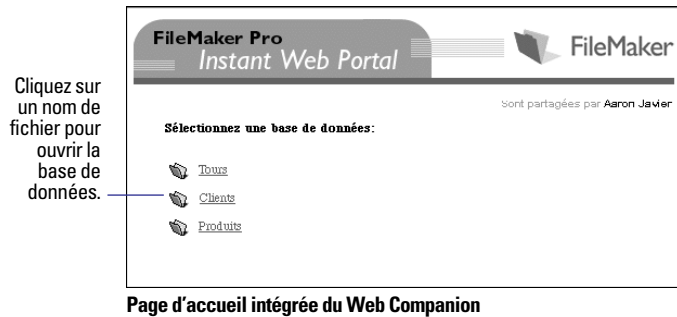 FileMaker Pro
Instant Web Portal
FileMaker
Sont partagées par Aaron Javier
Sélectionnez une base de données:
Tours
Clients
Produits
Cliquez sur
un nom de
fichier pour
ouvrir la
base de
données.
Page d’accueil intégrée du Web Companion